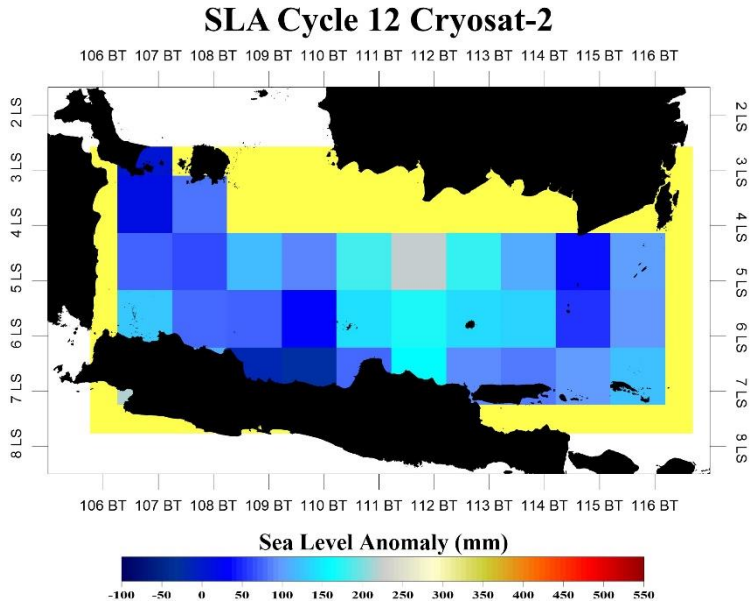 SLA Cycle 12 Cryosat-2
106 BT 107 BT 108 BT 109 BT 110 BT 111 BT 112 BT 113 BT 114 BT 115 BT 116 BT
2 LS 2 LS
3 LS 3 LS
4 LS 4 LS
5 LS 5 LS
6 LS 6 LS
7 LS 7 LS
8 LS 8 LS
106 BT 107 BT 108 BT 109 BT 110 BT 111 BT 112 BT 113 BT 114 BT 115 BT 116 BT
Sea Level Anomaly (mm)
-100 -50 0 50 100 150 200 250 300 350 400 450 500 550